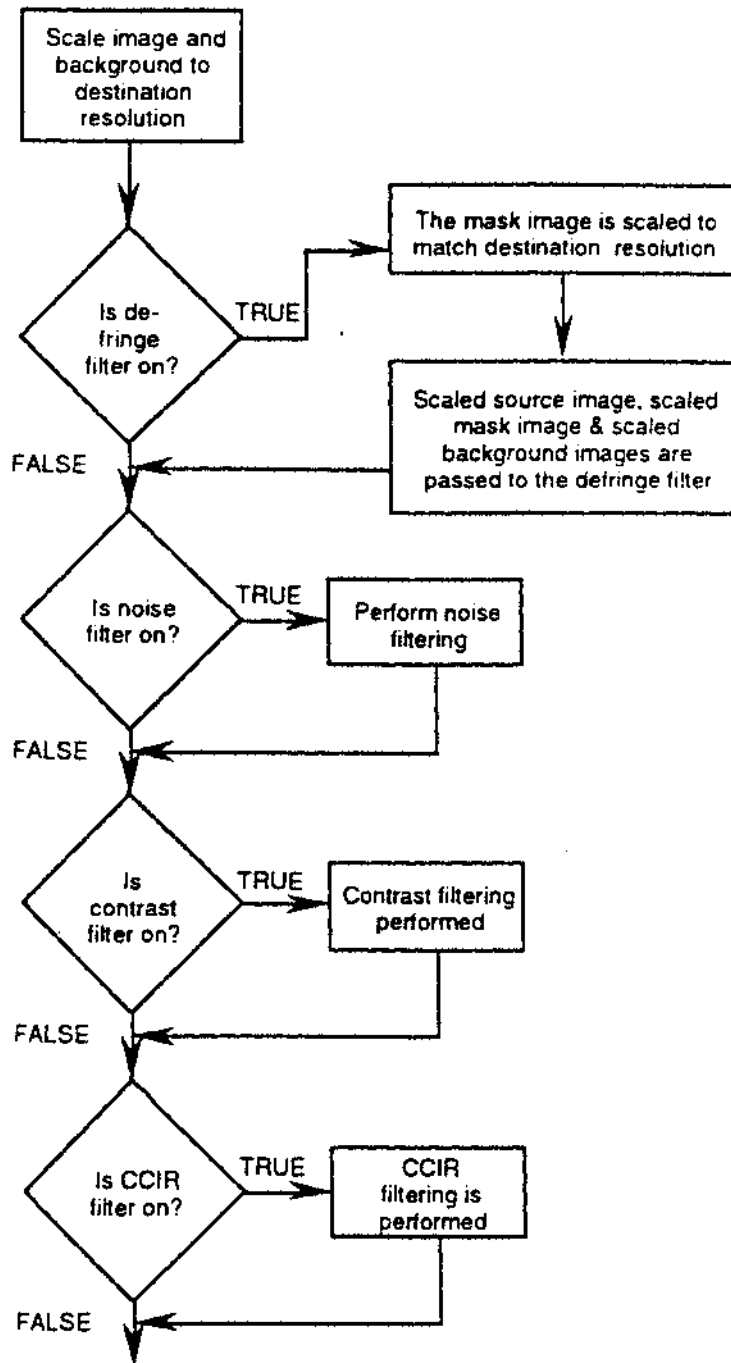 Scale image and
background to
destination
resolution
The mask image is scaled to
match destination resolution
Is de-
fringe
filter on?
TRUE
Scaled source image, scaled
mask image & scaled
background images are
passed to the defringe filter
FALSE
Is noise
filter on?
TRUE
Perform noise
filtering
FALSE
Is
contrast
filter on?
TRUE
Contrast filtering
performed
FALSE
Is CCIR
filter on?
TRUE
CCIR
filtering is
performed
FALSE